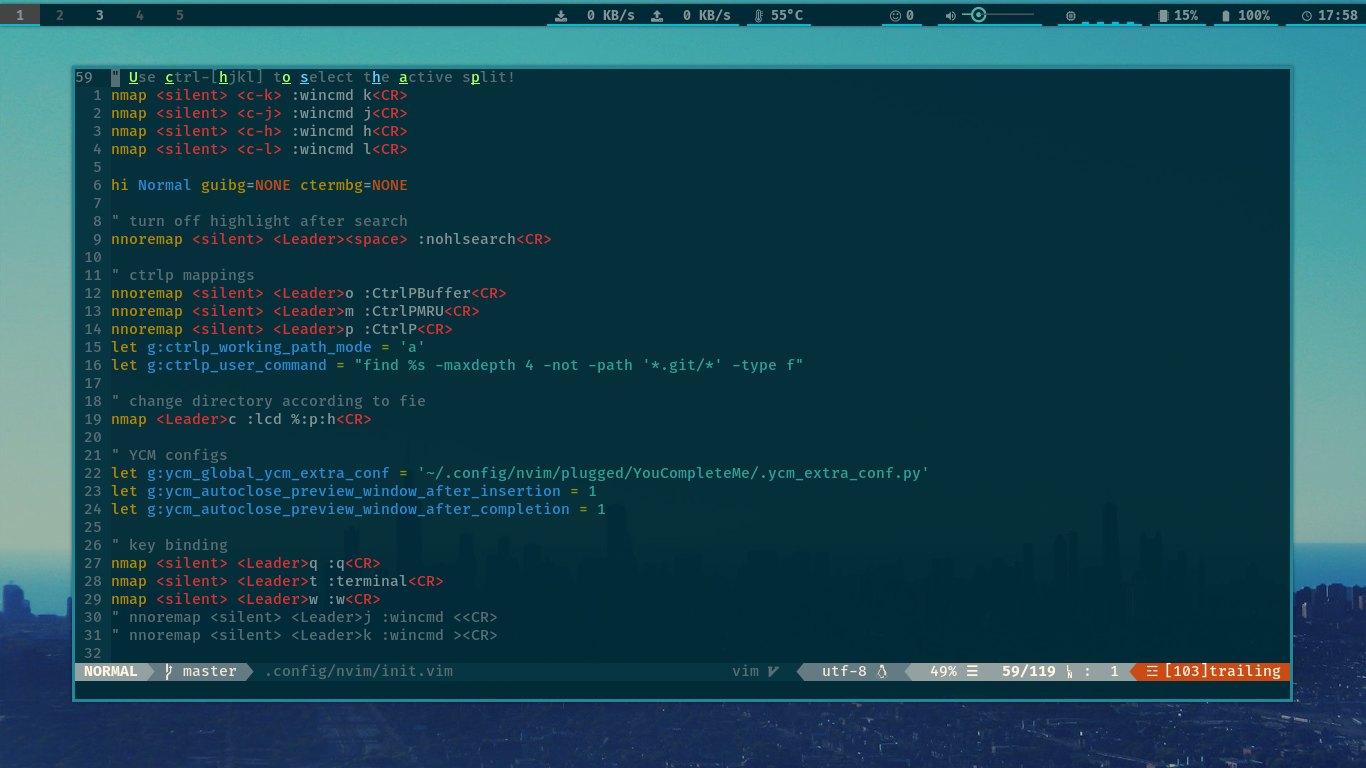 1 2 3 4 5 0 KB/s 0 KB/s 55°C 0 15% 100% 17:58
59 " Use ctrl-[hjkl] to select the active split!
1 nmap <silent> <c-k> :wincmd k<CR>
2 nmap <silent> <c-j> :wincmd j<CR>
3 nmap <silent> <c-h> :wincmd h<CR>
4 nmap <silent> <c-l> :wincmd l<CR>
5
6 hi Normal guibg=NONE ctermbg=NONE
7
8 " turn off highlight after search
9 nnoremap <silent> <Leader><space> :nohlsearch<CR>
10
11 " ctrlp mappings
12 nnoremap <silent> <Leader>o :CtrlPBuffer<CR>
13 nnoremap <silent> <Leader>m :CtrlPMRU<CR>
14 nnoremap <silent> <Leader>p :CtrlP<CR>
15 let g:ctrlp_working_path_mode = 'a'
16 let g:ctrlp_user_command = "find %s -maxdepth 4 -not -path '*.git/*' -type f"
17
18 " change directory according to fie
19 nmap <Leader>c :lcd %:p:h<CR>
20
21 " YCM configs
22 let g:ycm_global_ycm_extra_conf = '~/.config/nvim/plugged/YouCompleteMe/.ycm_extra_conf.py'
23 let g:ycm_autoclose_preview_window_after_insertion = 1
24 let g:ycm_autoclose_preview_window_after_completion = 1
25
26 " key binding
27 nmap <silent> <Leader>q :q<CR>
28 nmap <silent> <Leader>t :terminal<CR>
29 nmap <silent> <Leader>w :w<CR>
30 " nnoremap <silent> <Leader>j :wincmd <<CR>
31 " nnoremap <silent> <Leader>k :wincmd ><CR>
32
NORMAL master .config/nvim/init.vim vim utf-8 49% ☰ 59/119 : 1 ☲ [103]trailing